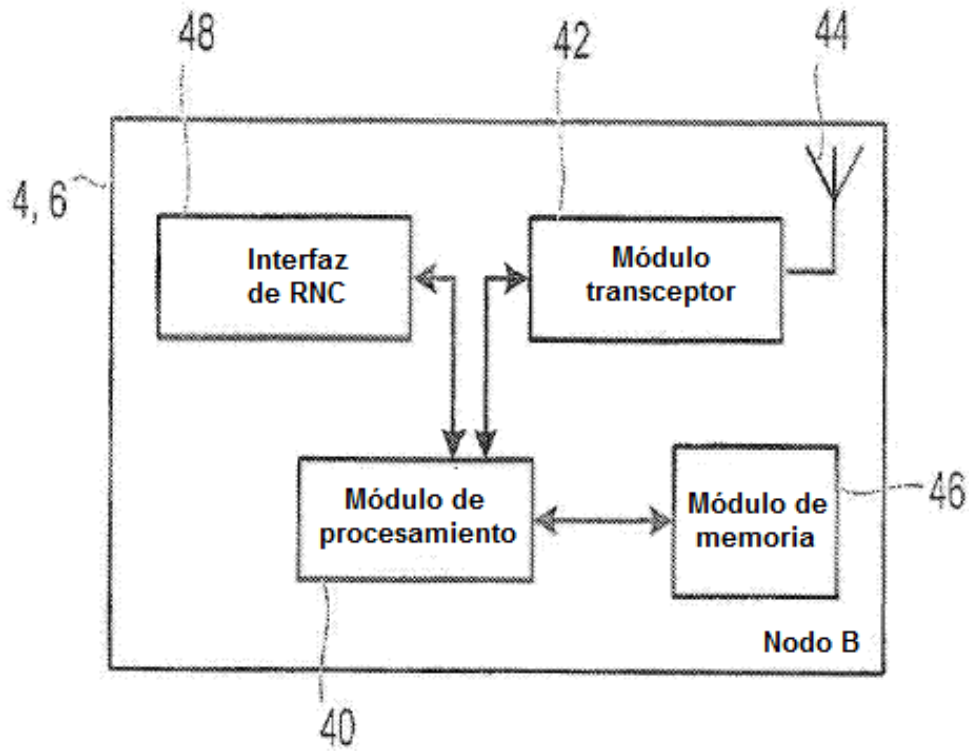 48
42
44
4, 6
Interfaz
de RNC
Módulo
transceptor
Módulo de
procesamiento
Módulo de
memoria
46
Nodo B
40